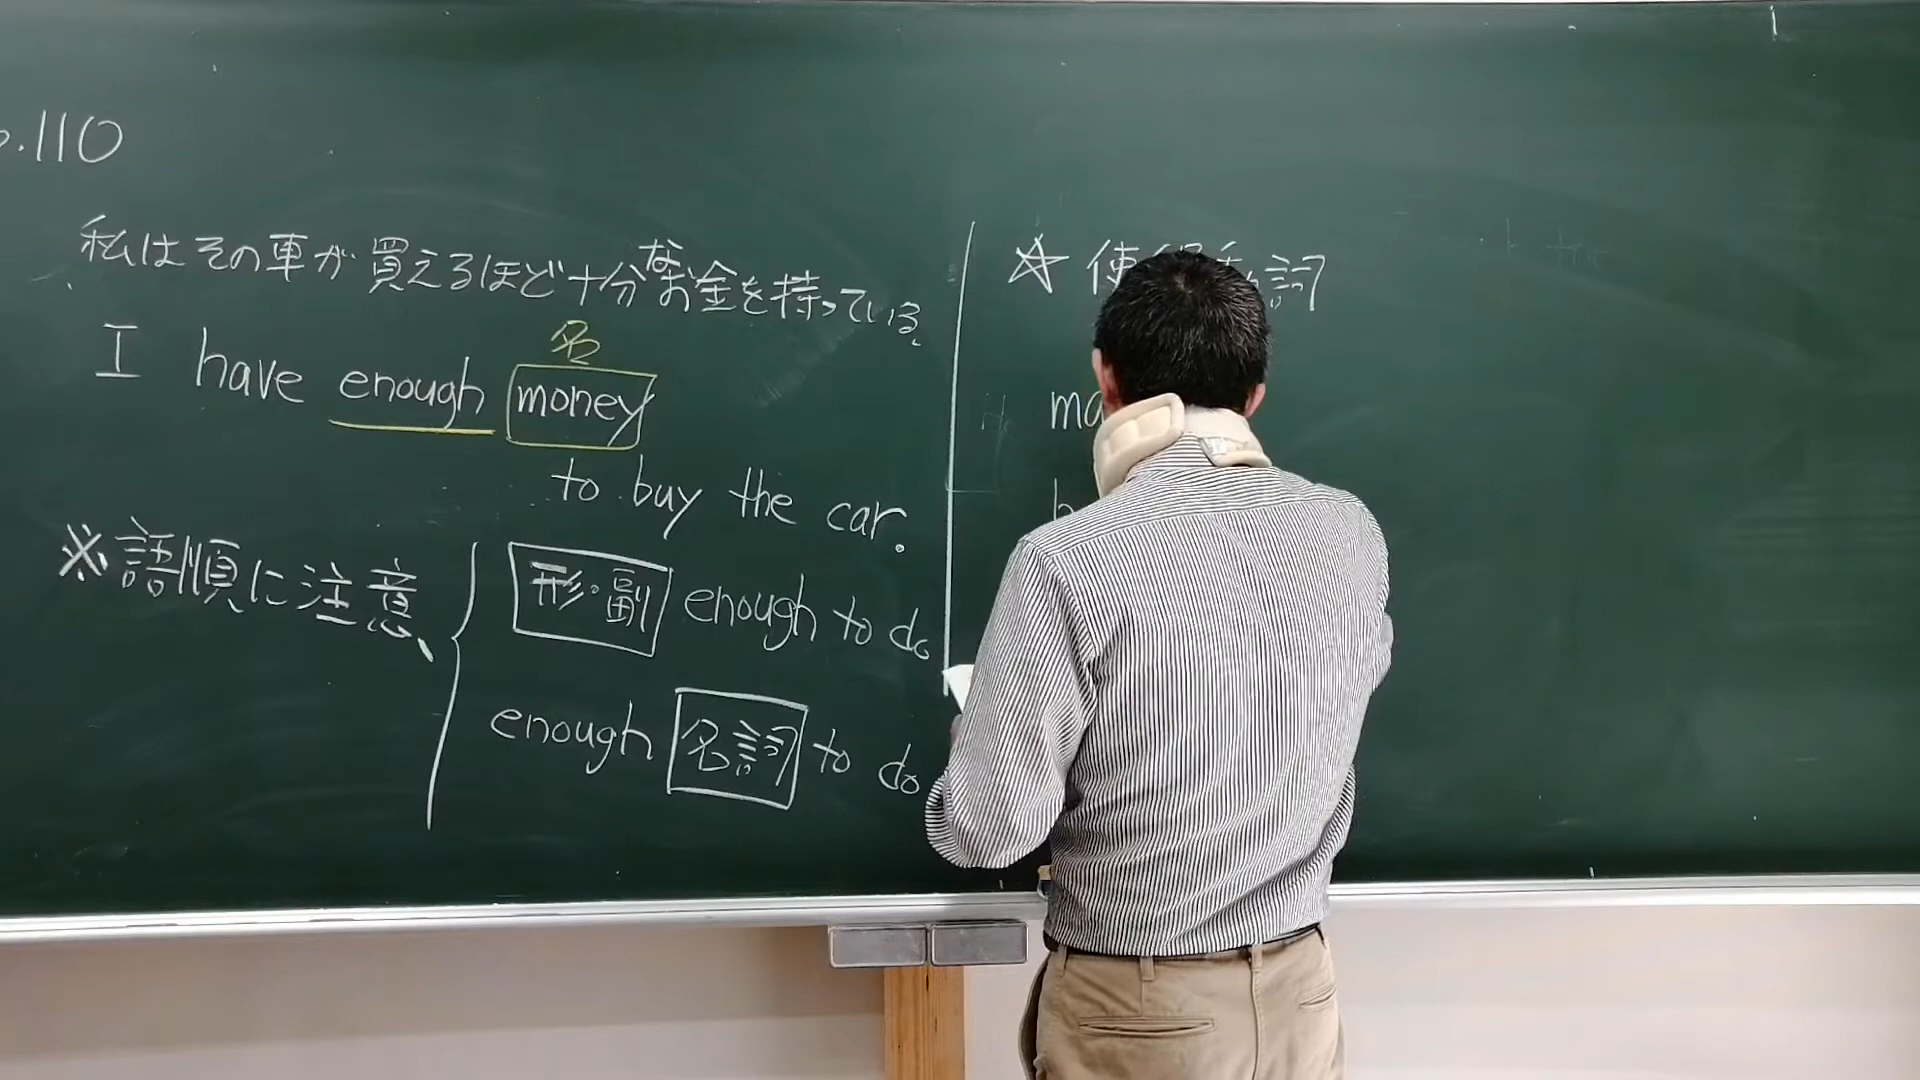 p.110
私はその車が買えるほど十分なお金を持っている。
名
I have enough money
to buy the car.
※語順に注意、
形・副 enough to do
enough 名詞 to do
☆ 使 詞